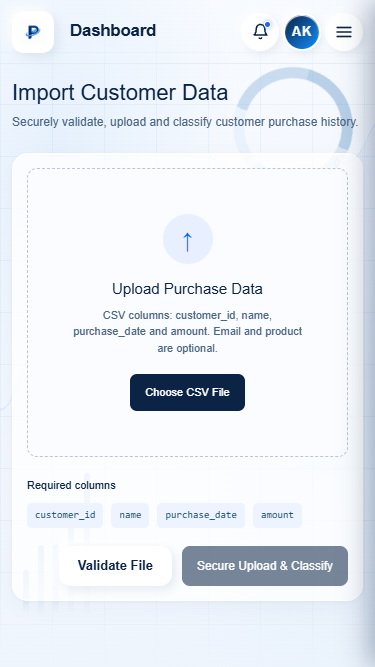 P Dashboard AK
Import Customer Data
Securely validate, upload and classify customer purchase history.
↑
Upload Purchase Data
CSV columns: customer_id, name,
purchase_date and amount. Email and product
are optional.
Choose CSV File
Required columns
customer_id name purchase_date amount
Validate File Secure Upload & Classify